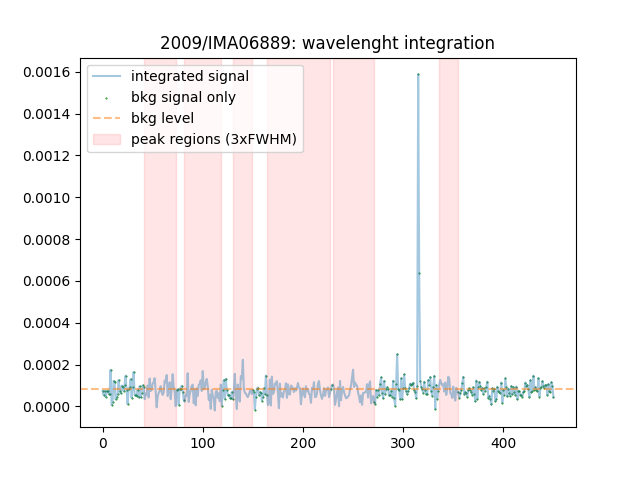 2009/IMA06889: wavelenght integration
integrated signal
bkg signal only
bkg level
peak regions (3xFWHM)
0.0016
0.0014
0.0012
0.0010
0.0008
0.0006
0.0004
0.0002
0.0000
0 100 200 300 400